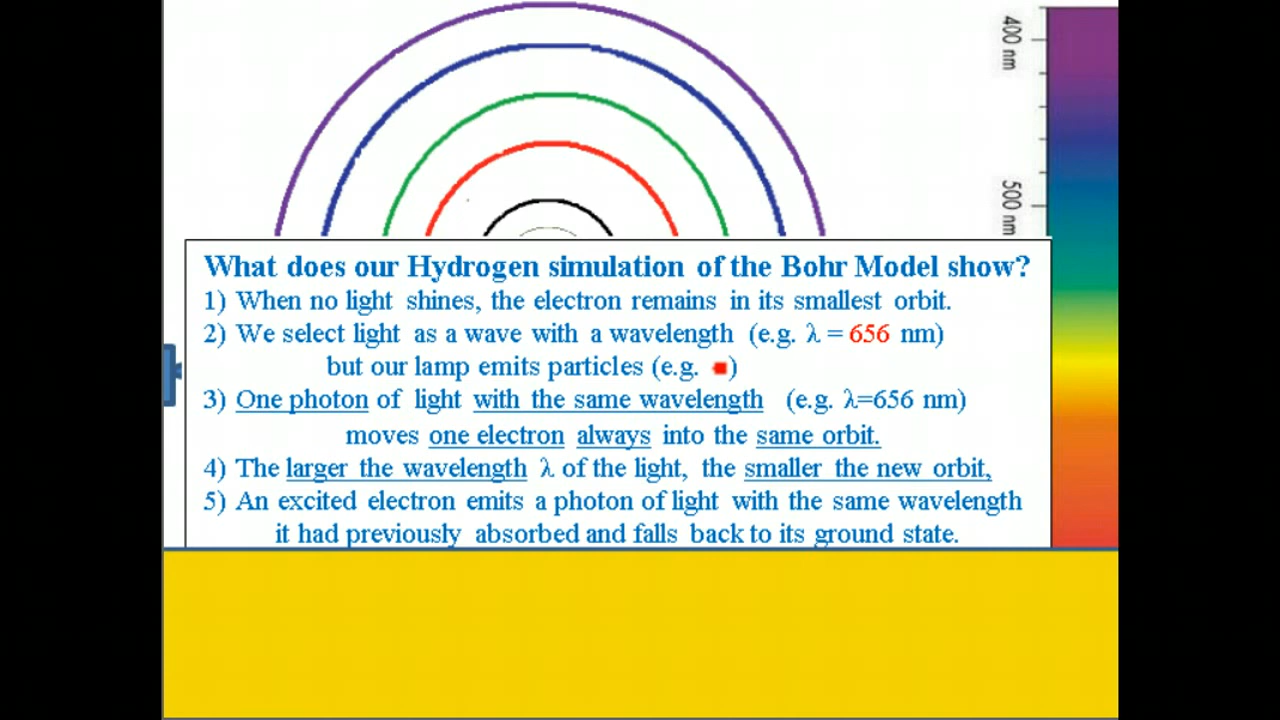 400 nm
500 nm
What does our Hydrogen simulation of the Bohr Model show?
1) When no light shines, the electron remains in its smallest orbit.
2) We select light as a wave with a wavelength (e.g. λ = 656 nm)
but our lamp emits particles (e.g. )
3) One photon of light with the same wavelength (e.g. λ=656 nm)
moves one electron always into the same orbit.
4) The larger the wavelength λ of the light, the smaller the new orbit,
5) An excited electron emits a photon of light with the same wavelength
it had previously absorbed and falls back to its ground state.